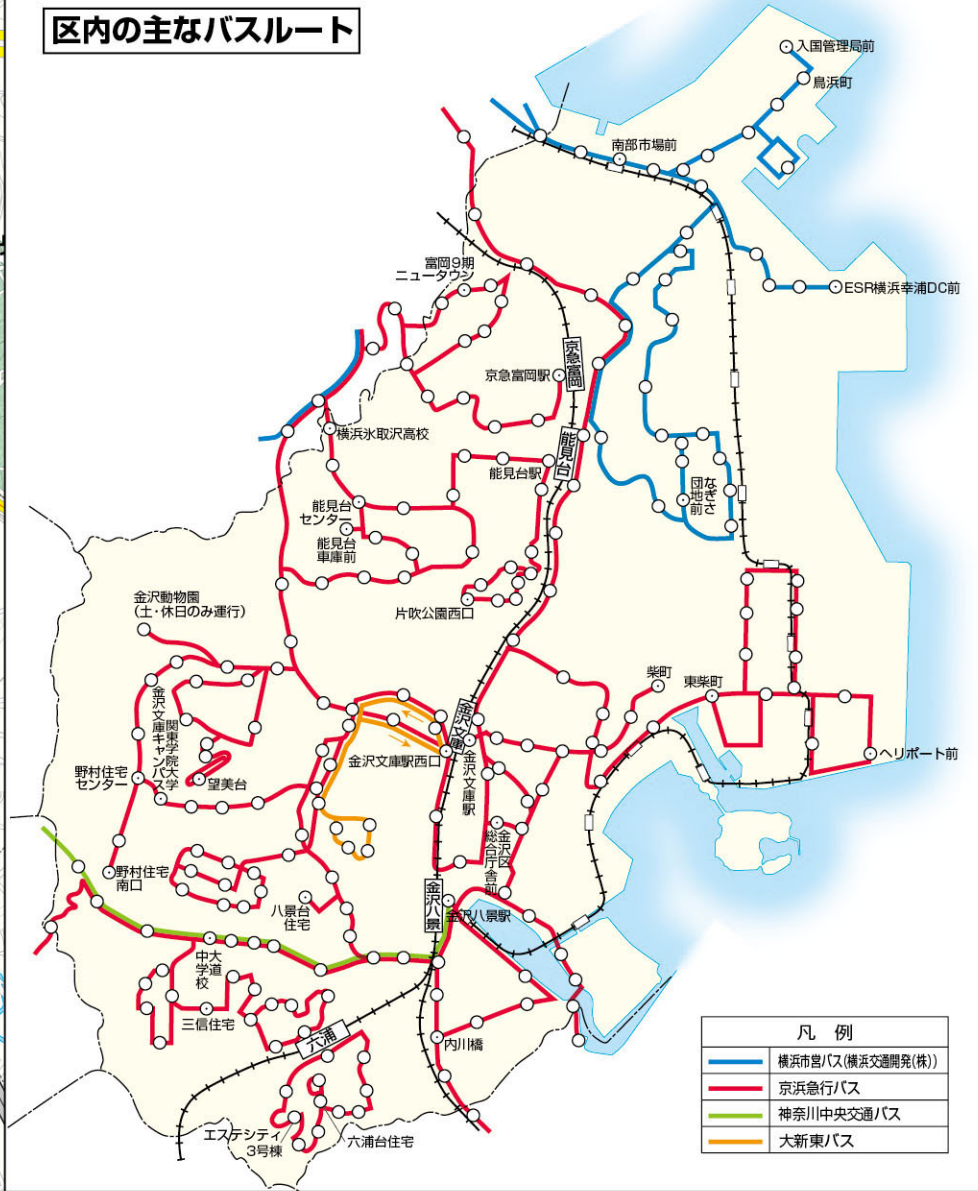 区内の主なバスルート
入国管理局前
鳥浜町
南部市場前
富岡9期
ニュータウン
ESR横浜幸浦DC前
京急富岡
京急富岡駅
横浜氷取沢高校
能見台
能見台駅
能見台
センター
なぎさ
団地前
能見台
車庫前
金沢動物園
(土・休日のみ運行)
片吹公園西口
柴町
東柴町
関東学院大学
金沢文庫キャンパス
金沢文庫
金沢文庫駅西口
金沢文庫駅
ヘリポート前
野村住宅
センター
望美台
金沢区
総合庁舎前
野村住宅
南口
金沢八景
八景台
住宅
金沢八景駅
大道
中学校
三信住宅
六浦
内川橋
エステシティ
3号棟
六浦台住宅
凡 例
横浜市営バス(横浜交通開発(株))
京浜急行バス
神奈川中央交通バス
大新東バス